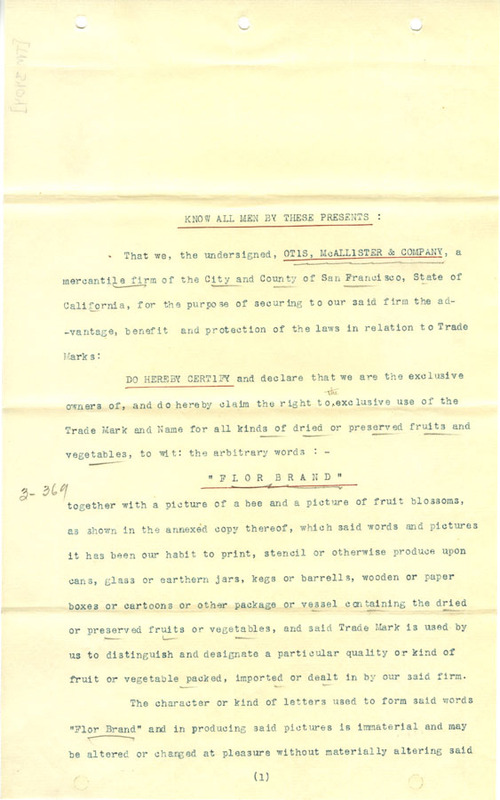 KNOW ALL MEN BY THESE PRESENTS :
That we, the undersigned, OTIS, McALLISTER & COMPANY, a
mercantile firm of the City and County of San Francisco, State of
California, for the purpose of securing to our said firm the ad-
-vantage, benefit and protection of the laws in relation to Trade
Marks:
DO HEREBY CERTIFY and declare that we are the exclusive
the
owners of, and do hereby claim the right to exclusive use of the
Trade Mark and Name for all kinds of dried or preserved fruits and
vegetables, to wit: the arbitrary words : -
"FLOR BRAND"
3-369
together with a picture of a bee and a picture of fruit blossoms,
as shown in the annexed copy thereof, which said words and pictures
it has been our habit to print, stencil or otherwise produce upon
cans, glass or earthern jars, kegs or barrells, wooden or paper
boxes or cartoons or other package or vessel containing the dried
or preserved fruits or vegetables, and said Trade Mark is used by
us to distinguish and designate a particular quality or kind of
fruit or vegetable packed, imported or dealt in by our said firm.
The character or kind of letters used to form said words
"Flor Brand" and in producing said pictures is immaterial and may
be altered or changed at pleasure without materially altering said
(1)